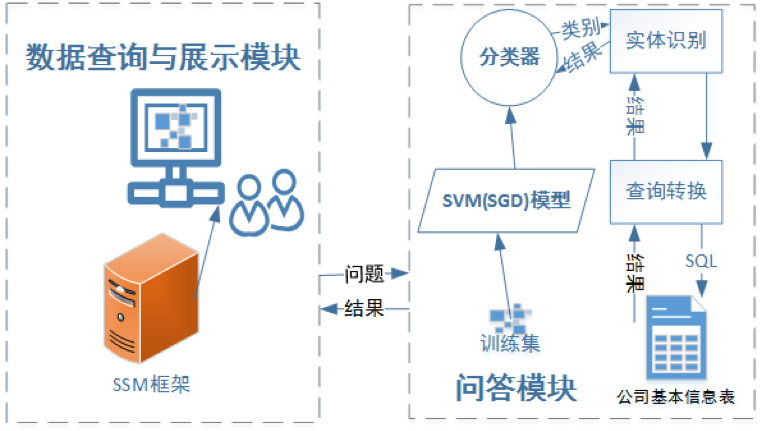 数据查询与展示模块
SSM框架
问题
结果
分类器
类别
结果
实体识别
结果
查询转换
SVM(SGD)模型
结果
SQL
训练集
问答模块
公司基本信息表